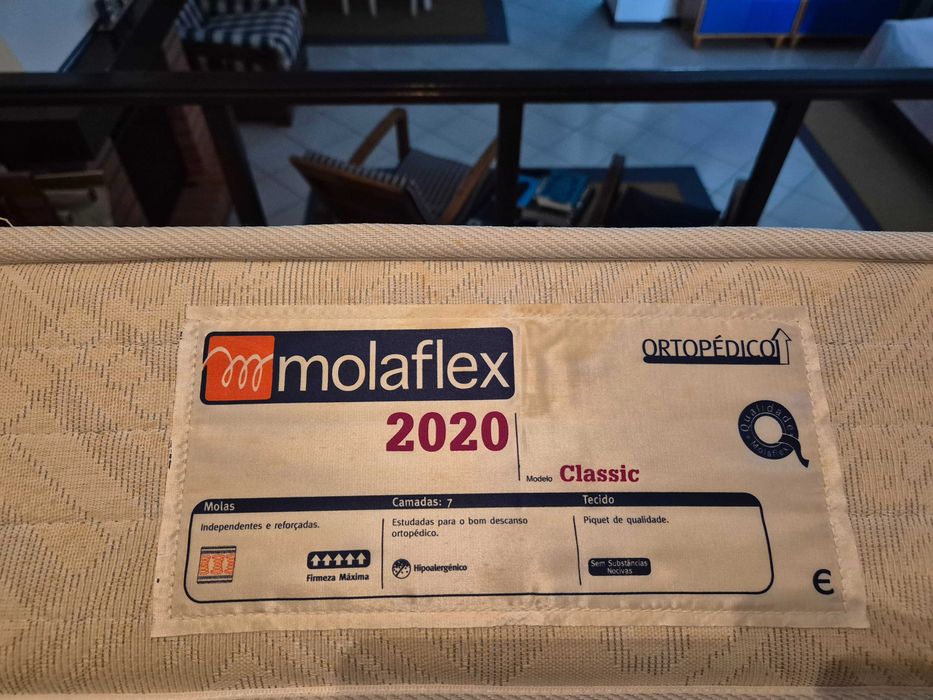 molaflex
ORTOPÉDICO
2020
Modelo Classic
Qualidade
Molaflex
Molas
Camadas: 7
Tecido
Independentes e reforçadas.
Estudadas para o bom descanso
ortopédico.
Piquet de qualidade.
Firmeza Máxima
Hipoalergénico
Sem Substâncias
Nocivas
€